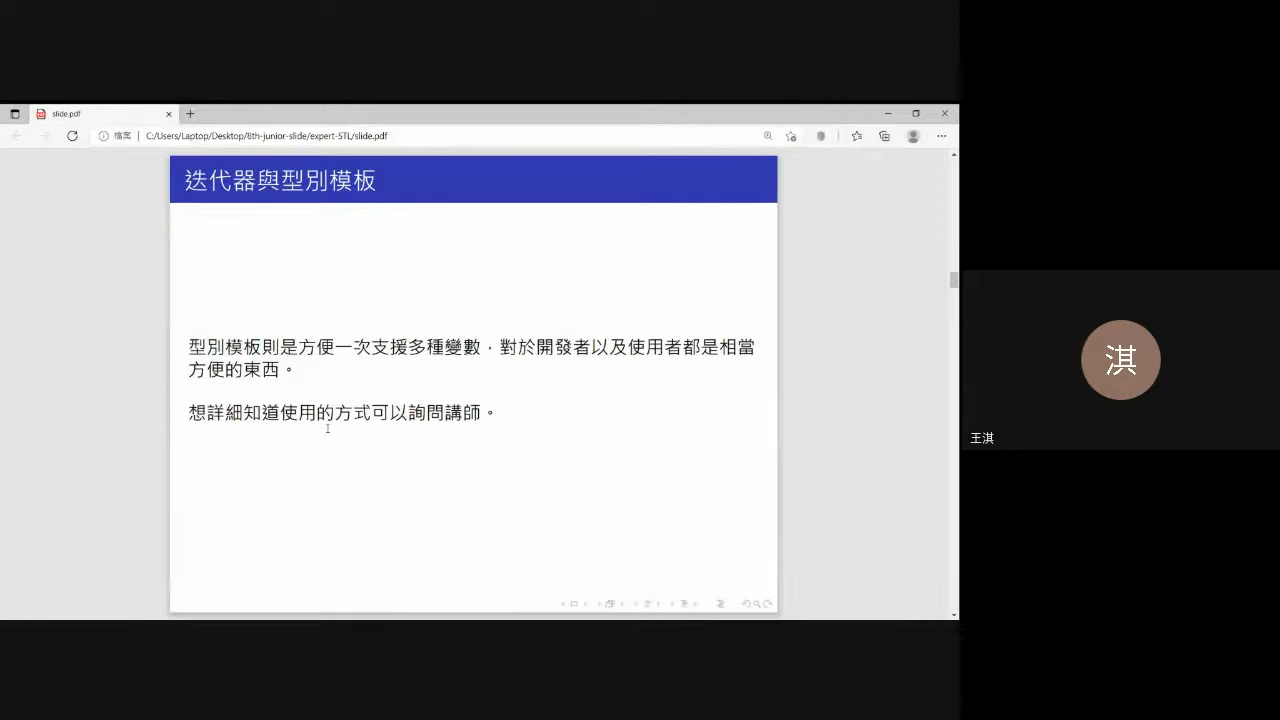 slide.pdf
檔案 C:/Users/Laptop/Desktop/8th-junior-slide/expert-STL/slide.pdf
迭代器與型別模板
型別模板則是方便一次支援多種變數，對於開發者以及使用者都是相當
方便的東西。
想詳細知道使用的方式可以詢問講師。
淇
王淇